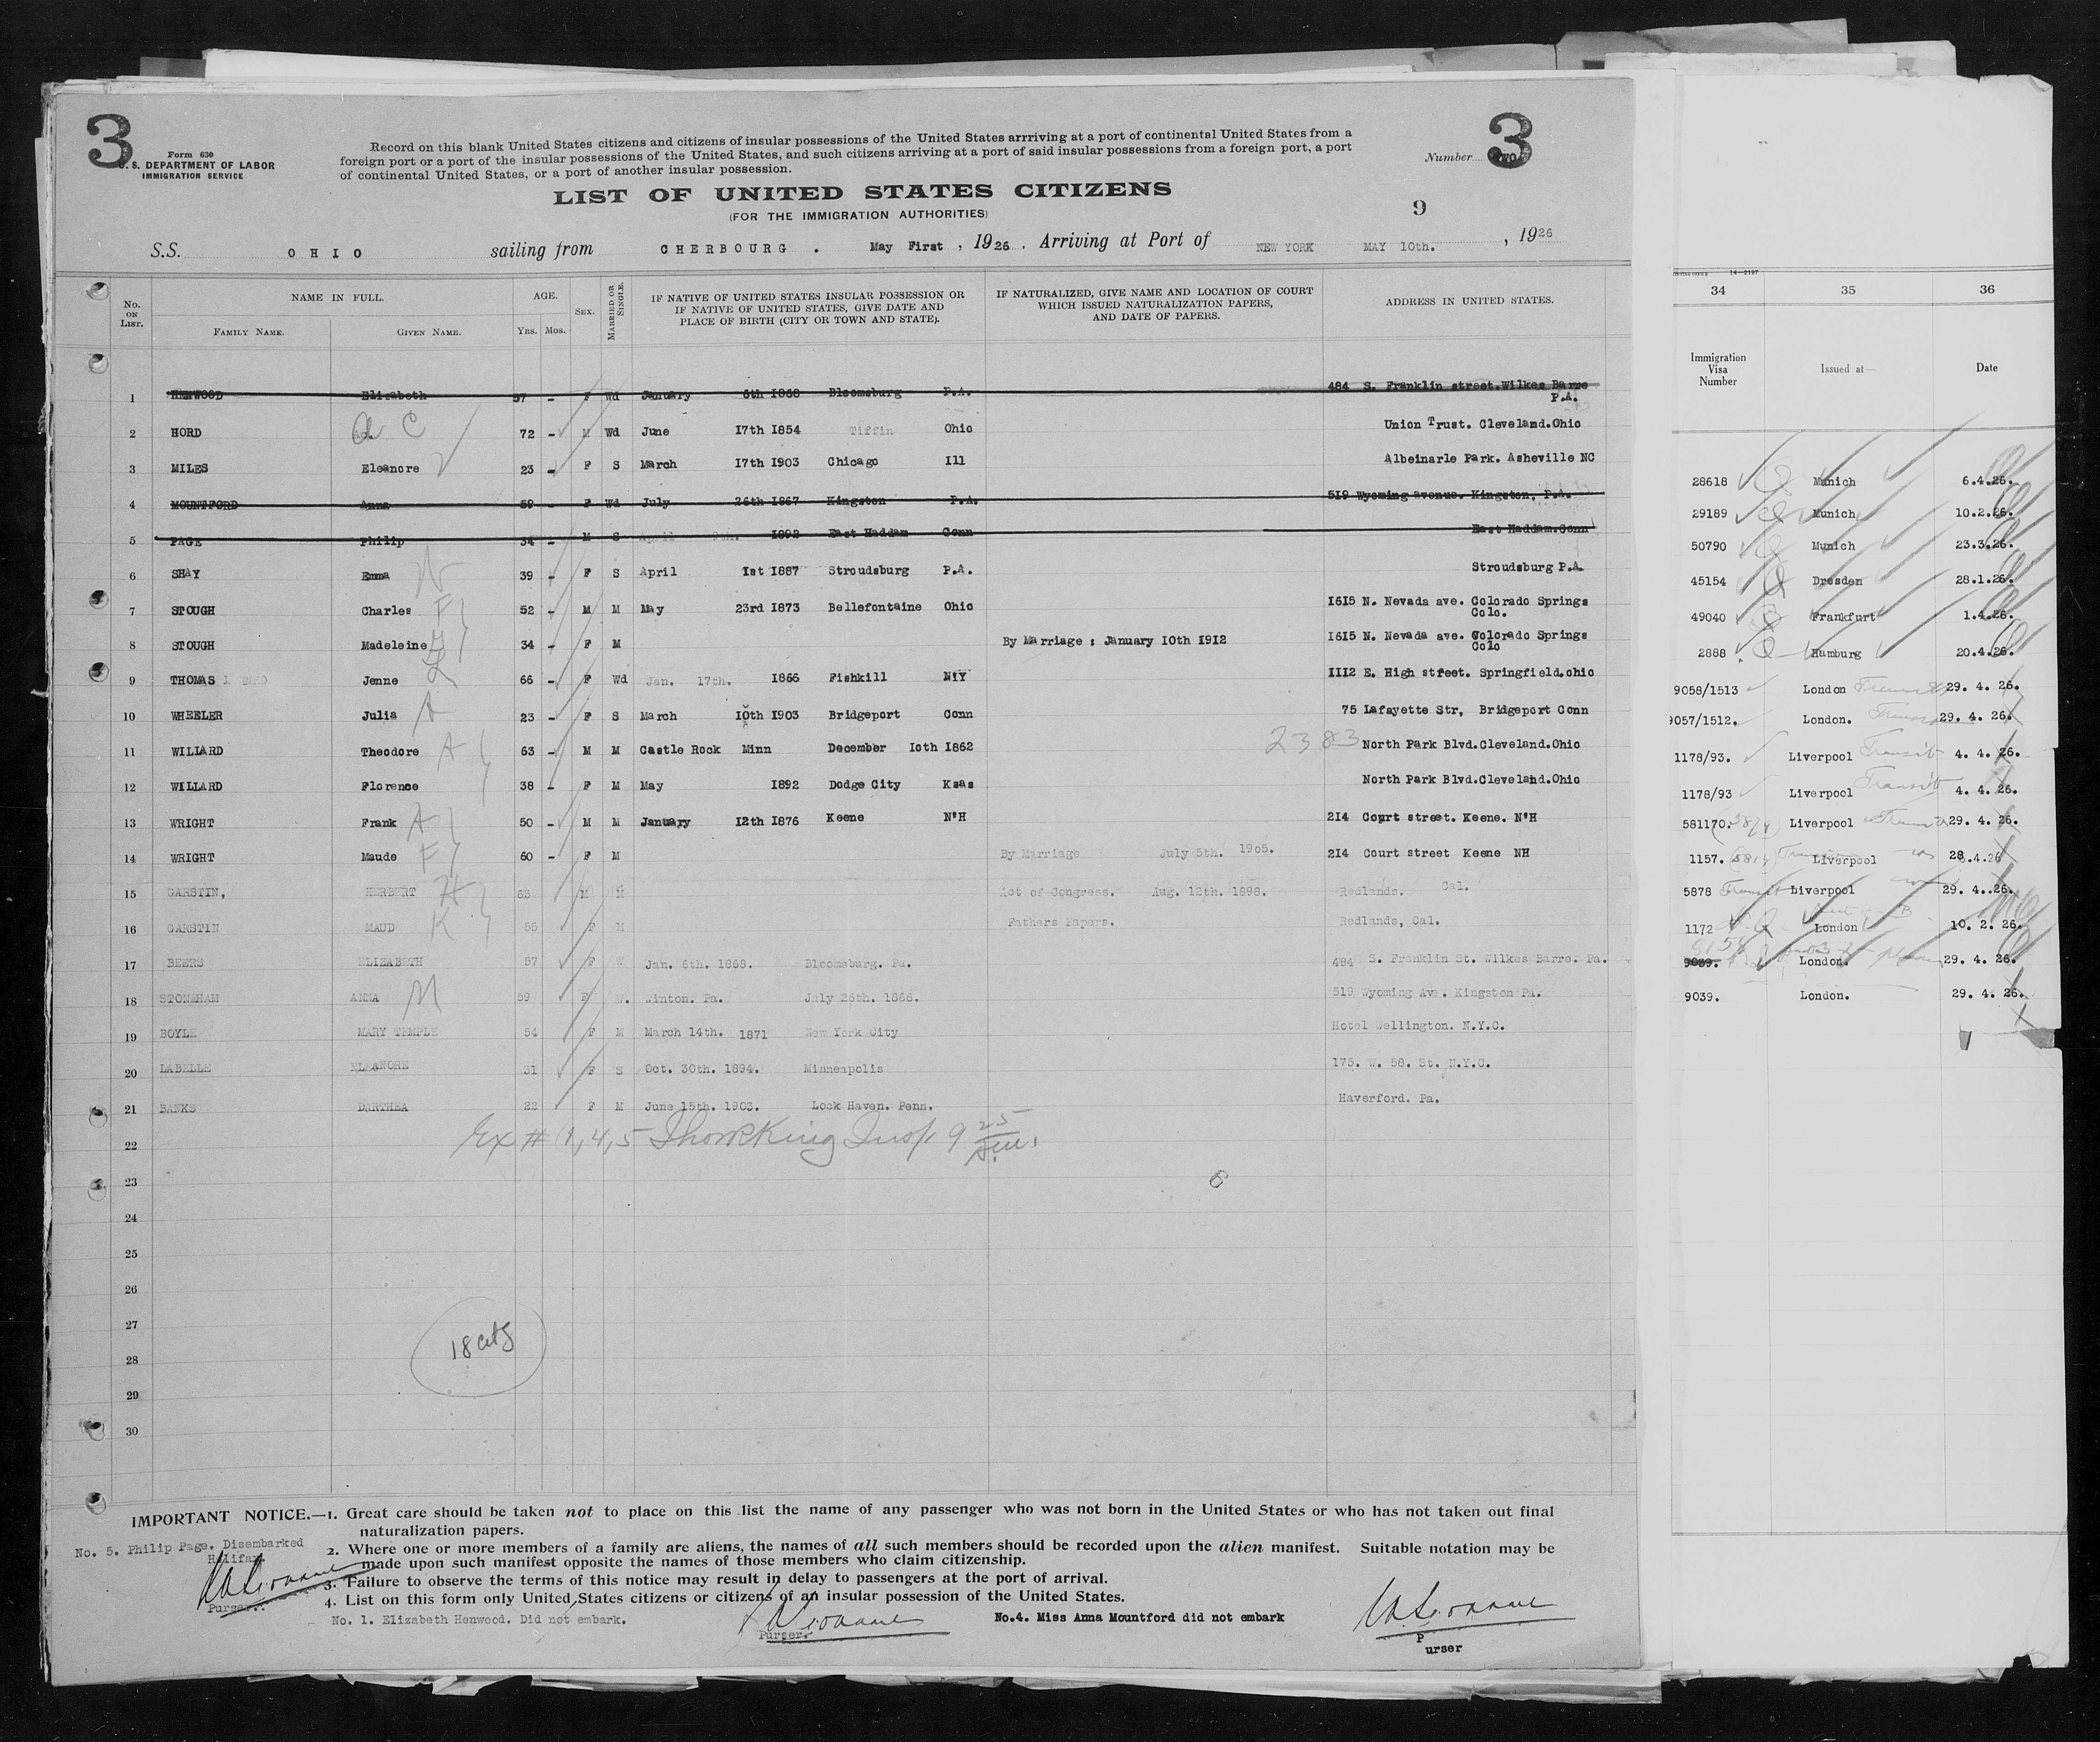 3
3
Form 630
U. S. DEPARTMENT OF LABOR
IMMIGRATION SERVICE
Record on this blank United States citizens and citizens of insular possessions of the United States arrriving at a port of continental United States from a
foreign port or a port of the insular possessions of the United States, and such citizens arriving at a port of said insular possessions from a foreign port, a port
of continental United States, or a port of another insular possession.
Number
LIST OF UNITED STATES CITIZENS
(FOR THE IMMIGRATION AUTHORITIES)
9
S.S. OHIO sailing from CHERBOURG . May First , 1926 , Arriving at Port of NEW YORK MAY 10th. , 1926
No. ON LIST. NAME IN FULL. FAMILY NAME. GIVEN NAME. AGE. YRS. MOS. SEX. MARRIED OR SINGLE. IF NATIVE OF UNITED STATES INSULAR POSSESSION OR IF NATIVE OF UNITED STATES, GIVE DATE AND PLACE OF BIRTH (CITY OR TOWN AND STATE). IF NATURALIZED, GIVE NAME AND LOCATION OF COURT WHICH ISSUED NATURALIZATION PAPERS, AND DATE OF PAPERS. ADDRESS IN UNITED STATES.
1 HENWOOD Elizabeth 57 - F Wd January 6th 1868 Bloomsburg P.A. 484 S. Franklin street.Wilkes Barre P.A.
2 HORD A C 72 - M Wd June 17th 1854 Tiffin Ohio Union Trust. Cleveland.Ohio
3 MILES Eleanore 23 - F S March 17th 1903 Chicago Ill Albeinarle Park. Asheville NC
4 MOUNTFORD Anna 59 - F Wd July 26th 1867 Kingston P.A. 519 Wyoming avenue. Kingston, P.A.
5 PAGE Philip 34 - M S April 9th. 1892 East Haddam Conn East Haddam.Conn
6 SHAY Emma 39 - F S April 1st 1887 Stroudsburg P.A. Stroudsburg P.A.
7 STOUGH Charles 52 - M M May 23rd 1873 Bellefontaine Ohio 1615 N. Nevada ave. Colorado Springs Colo.
8 STOUGH Madeleine 34 - F M By Marriage ; January 10th 1912 1615 N. Nevada ave. Colorado Springs Colo
9 THOMAS Jenne 66 - F Wd Jan. 17th. 1866 Fishkill NIY 1112 E. High street. Springfield.ohio
10 WHEELER Julia 23 - F S March 10th 1903 Bridgeport Conn 75 Lafayette Str, Bridgeport Conn
11 WILLARD Theodore 63 - M M Castle Rock Minn December 10th 1862 2383 North Park Blvd.Cleveland.Ohio
12 WILLARD Florence 38 - F M May 1892 Dodge City Ksas North Park Blvd.Cleveland.Ohio
13 WRIGHT Frank 50 - M M January 12th 1876 Keene N'H 214 Court street. Keene. N'H
14 WRIGHT Maude 60 - F M By Marriage July 5th. 1905. 214 Court street Keene NH
15 GARSTIN, HERBERT 63 M M Act of Congress. Aug. 12th. 1898. Redlands. Cal.
16 GARSTIN MAUD 55 F M Fathers Papers. Redlands, Cal.
17 BEERS ELIZABETH 57 F W Jan. 6th. 1868. Bloomsburg. Pa. 484 S. Franklin St. Wilkes Barre. Pa.
18 STONEHAM ANNA 59 F W. Winton. Pa. July 26th. 1866. 519 Wyoming Ave. Kingston Pa.
19 BOYLE MARY TEMPLE 54 F M March 14th. 1871 New York City Hotel Wellington. N.Y.C.
20 LABELLE ELEANORE 31 F S Oct. 30th. 1894. Minneapolis 175. W. 58. St. N.Y.C.
21 BANKS DARTHEA 22 F M June 15th. 1903. Lock Haven. Penn. Haverford. Pa.
22 Ex # 1, 4, 5
23
24
25
26
27
28
29
30
IMPORTANT NOTICE.—1. Great care should be taken not to place on this list the name of any passenger who was not born in the United States or who has not taken out final
naturalization papers.
2. Where one or more members of a family are aliens, the names of all such members should be recorded upon the alien manifest. Suitable notation may be
made upon such manifest opposite the names of those members who claim citizenship.
3. Failure to observe the terms of this notice may result in delay to passengers at the port of arrival.
4. List on this form only United States citizens or citizens of an insular possession of the United States.
No. 5. Philip Page. Disembarked
Halifax.
Purser.
No. 1. Elizabeth Henwood. Did not embark.
Purser.
No.4. Miss Anna Mountford did not embark
Purser
34 35 36
Immigration Visa Number Issued at— Date
28618 Munich 6.4.26.
29189 Munich 10.2.26.
50790 Munich 23.3.26.
45154 Dresden 28.1.26.
49040 Frankfurt 1.4.26.
2888 Hamburg 20.4.26.
9058/1513 London Transit 29. 4. 26.
9057/1512. London. Transit 29. 4. 26.
1178/93. Liverpool Transit 4. 4. 26.
1178/93 Liverpool Transit 4. 4. 26.
581170. Liverpool Transit 29. 4. 26.
1157. Liverpool 28.4.26
5878 Transit Liverpool 29. 4..26.
1172 London 10. 2. 26.
9039. London. 29. 4. 26.
9039. London. 29. 4. 26.